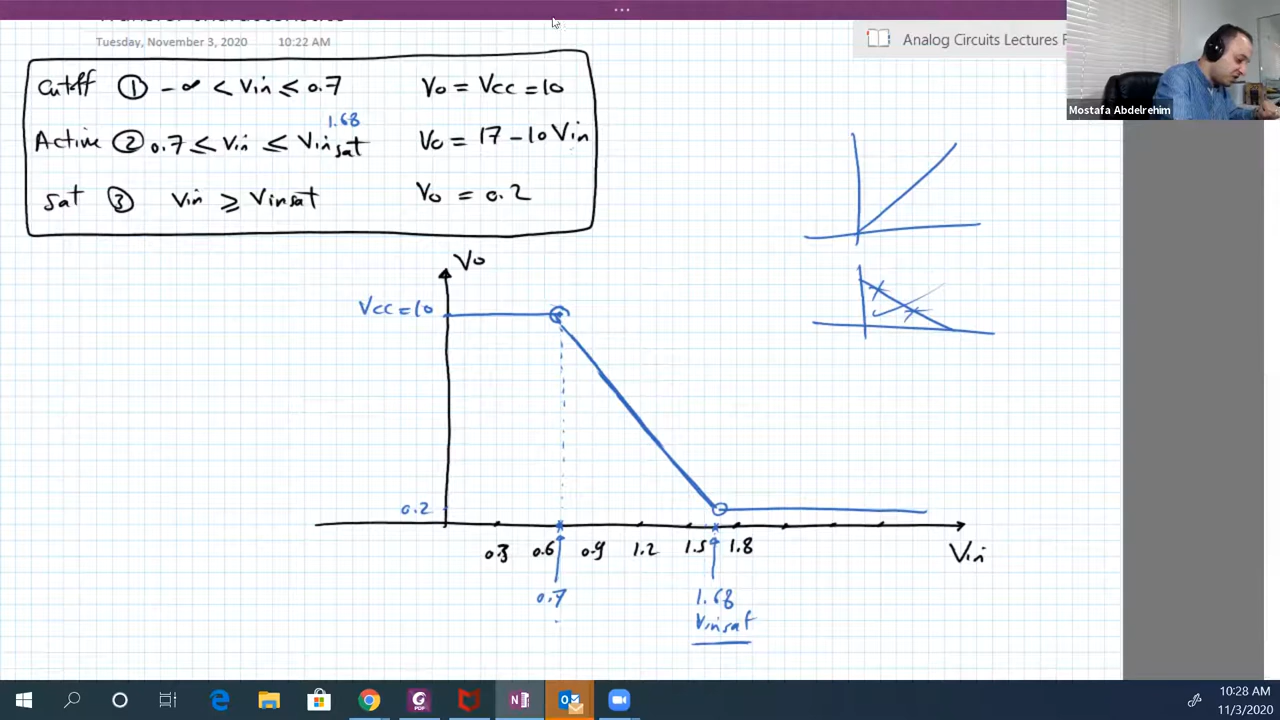 Transfer characteristics
Tuesday, November 3, 2020 10:22 AM
Analog Circuits Lectures F
Mostafa Abdelrehim
Cutoff ① -∞ < Vin ≤ 0.7 Vo = Vcc = 10
1.68
Active ② 0.7 ≤ Vin ≤ Vinsat Vo = 17 - 10 Vin
sat ③ Vin ≥ Vinsat Vo = 0.2
Vo
Vcc = 10
0.2
0.3 0.6 0.9 1.2 1.5 1.8
Vin
0.7
1.68
Vinsat
10:28 AM
11/3/2020